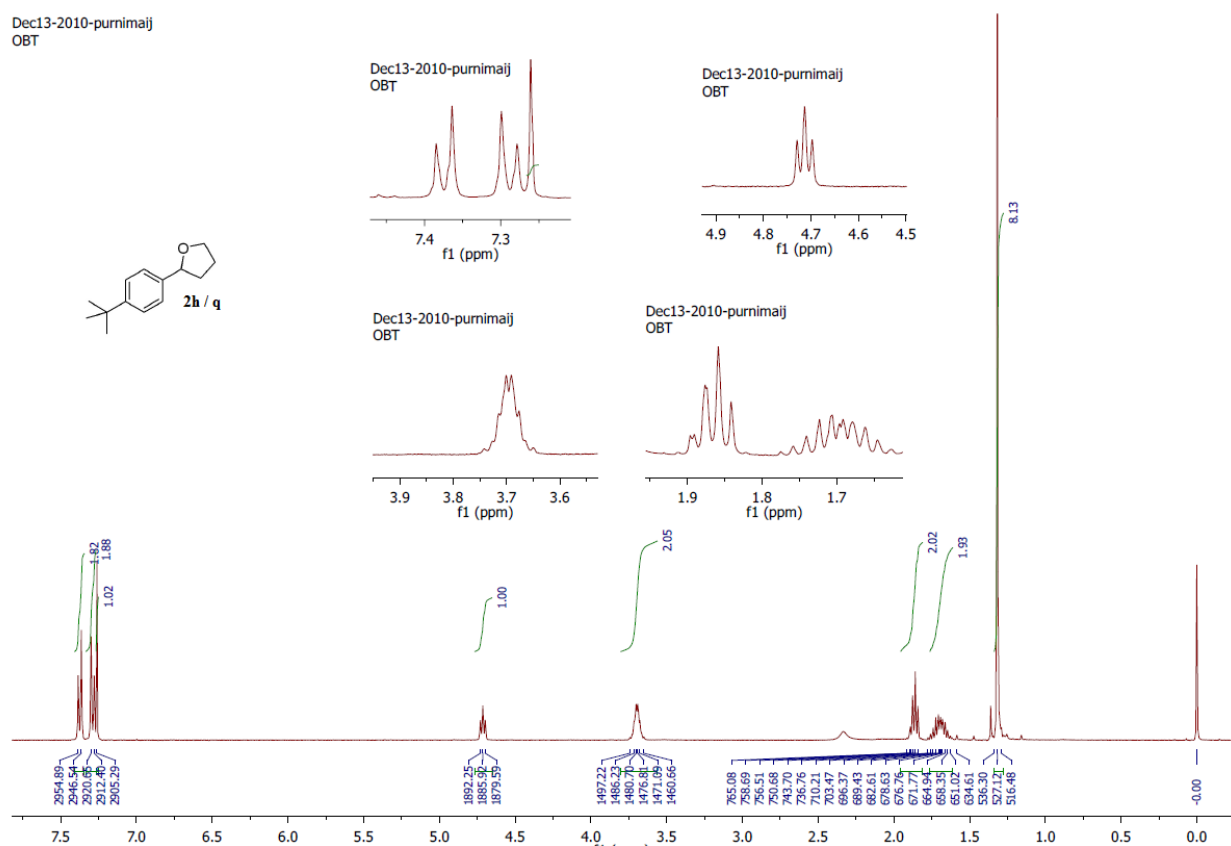 Dec13-2010-purnimaij
OBT
Dec13-2010-purnimaij
OBT
7.4 7.3
f1 (ppm)
Dec13-2010-purnimaij
OBT
4.9 4.8 4.7 4.6 4.5
f1 (ppm)
O
2h / q
Dec13-2010-purnimaij
OBT
3.9 3.8 3.7 3.6
f1 (ppm)
Dec13-2010-purnimaij
OBT
1.9 1.8 1.7
f1 (ppm)
1.82 1.88 1.02 1.00 2.05 2.02 1.93 8.13
2954.89 2946.34 2920.05 2912.40 2905.29 1892.25 1885.92 1879.59 1497.22 1486.23 1480.70 1476.81 1471.09 1460.66 765.08 758.69 756.51 750.68 743.70 736.76 710.21 703.47 696.37 689.43 682.61 678.63 676.76 671.77 664.94 658.35 651.02 634.61 536.30 527.12 516.48 -0.00
7.5 7.0 6.5 6.0 5.5 5.0 4.5 4.0 3.5 3.0 2.5 2.0 1.5 1.0 0.5 0.0